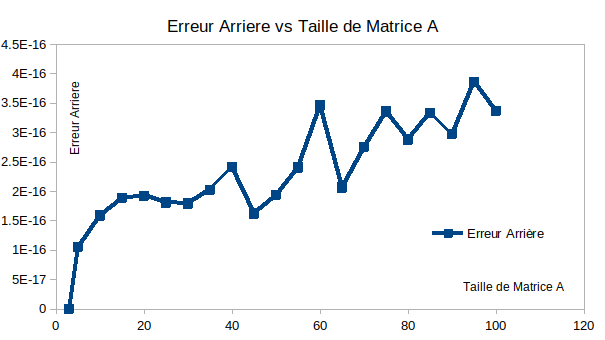 Erreur Arriere vs Taille de Matrice A
4.5E-16
4E-16
3.5E-16
3E-16
2.5E-16
2E-16
1.5E-16
1E-16
5E-17
0
Erreur Arriere
Erreur Arrière
Taille de Matrice A
0 20 40 60 80 100 120